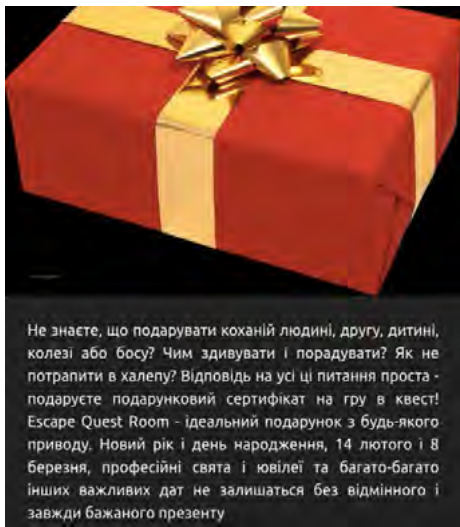 Не знаєте, що подарувати коханій людині, другу, дитині,
колезі або босу? Чим здивувати і порадувати? Як не
потрапити в халепу? Відповідь на усі ці питання проста -
подаруєте подарунковий сертифікат на гру в квест!
Escape Quest Room - ідеальний подарунок з будь-якого
приводу. Новий рік і день народження, 14 лютого і 8
березня, професійні свята і ювілеї та багато-багато
інших важливих дат не залишаться без відмінного і
завжди бажаного презенту